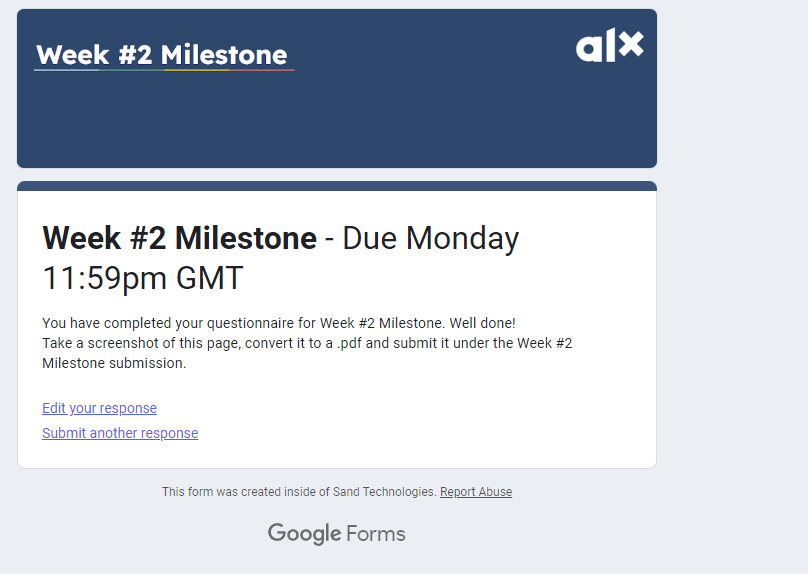 Week #2 Milestone
alx
Week #2 Milestone - Due Monday
11:59pm GMT
You have completed your questionnaire for Week #2 Milestone. Well done!
Take a screenshot of this page, convert it to a .pdf and submit it under the Week #2
Milestone submission.
Edit your response
Submit another response
This form was created inside of Sand Technologies. Report Abuse
Google Forms